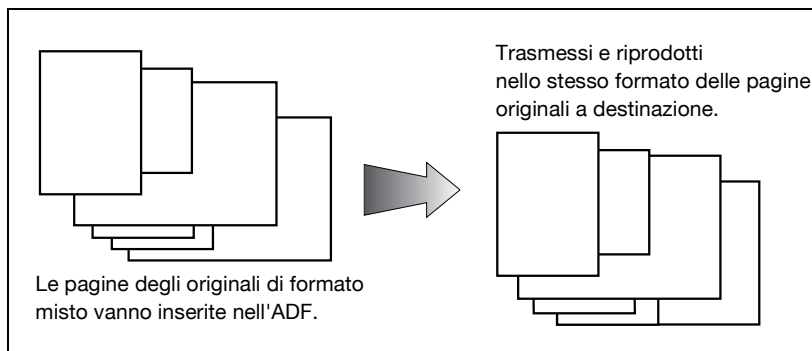 Trasmessi e riprodotti
nello stesso formato delle pagine
originali a destinazione.
Le pagine degli originali di formato
misto vanno inserite nell'ADF.